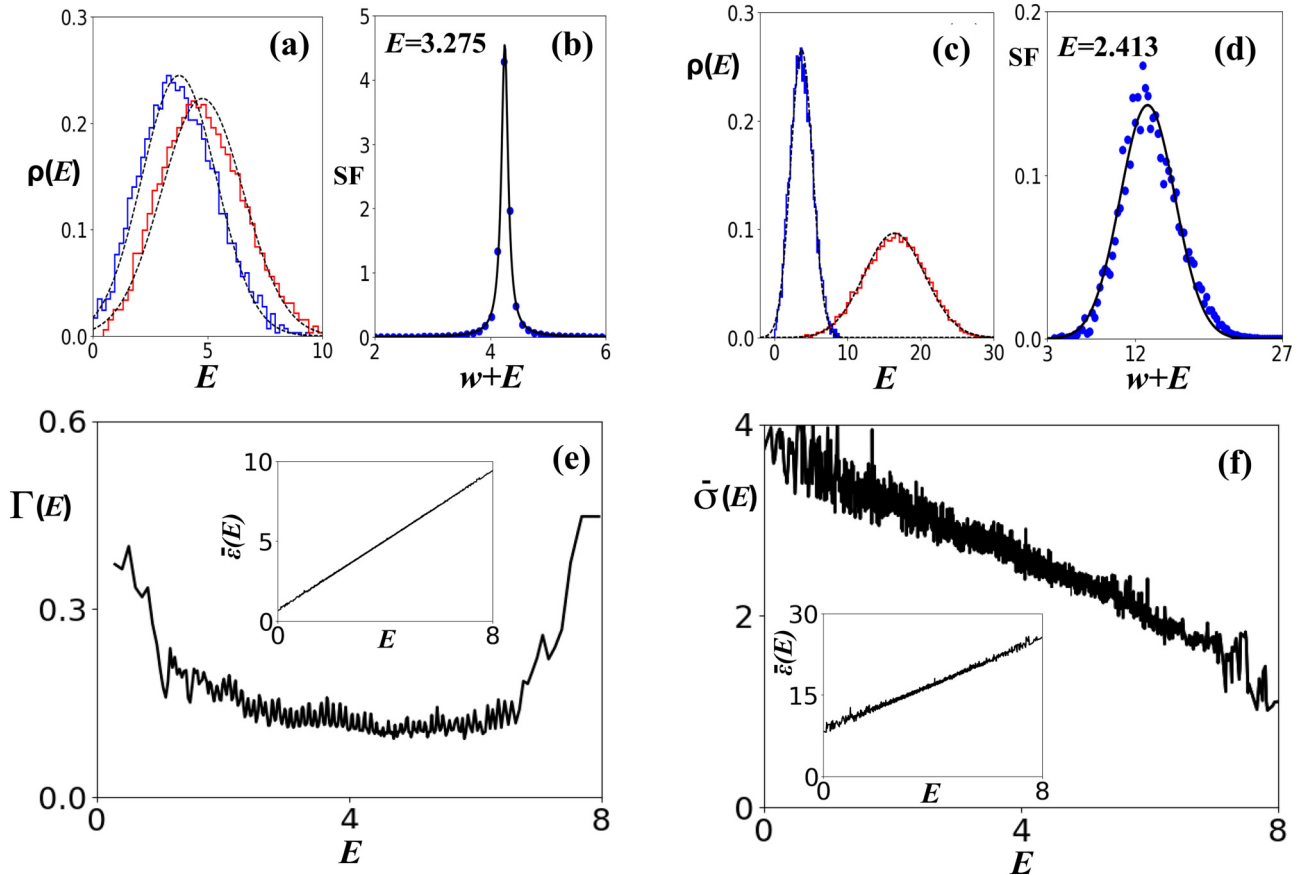 (a)
ρ(E)
0.3
0.2
0.1
0.0
0
5
10
E
(b)
E=3.275
SF
5
4
3
2
1
0
2
4
6
w+E
(c)
ρ(E)
0.3
0.2
0.1
0.0
0
10
20
30
E
(d)
SF
E=2.413
0.2
0.1
0.0
3
12
27
w+E
(e)
Γ(E)
0.6
0.3
0.0
0
4
8
E
ε̄(E)
10
5
0
0
8
E
(f)
σ̄(E)
4
2
0
0
4
8
E
ε̄(E)
30
15
0
0
8
E